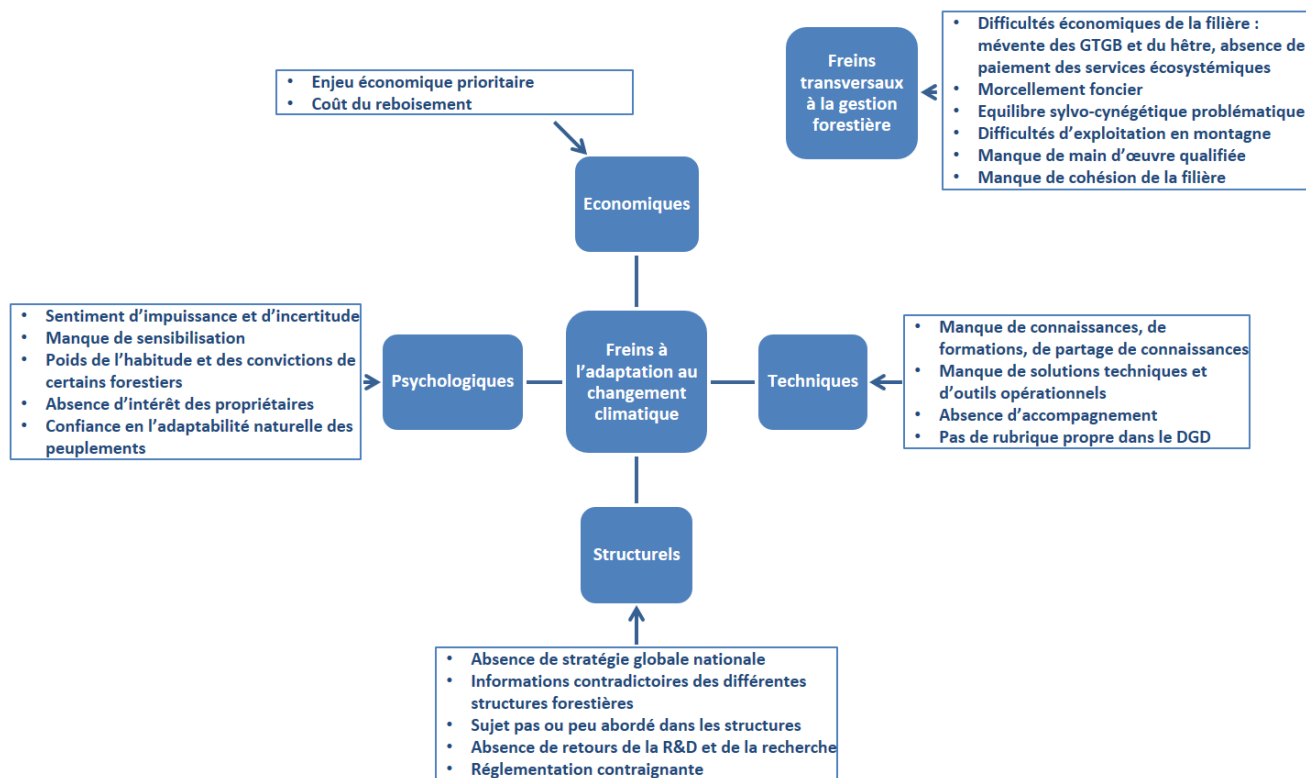 • Difficultés économiques de la filière :
mévente des GTGB et du hêtre, absence de
paiement des services écosystémiques
• Morcellement foncier
• Equilibre sylvo-cynégétique problématique
• Difficultés d'exploitation en montagne
• Manque de main d'œuvre qualifiée
• Manque de cohésion de la filière
Freins
transversaux
à la gestion
forestière
• Enjeu économique prioritaire
• Coût du reboisement
Economiques
• Sentiment d'impuissance et d'incertitude
• Manque de sensibilisation
• Poids de l'habitude et des convictions de
certains forestiers
• Absence d'intérêt des propriétaires
• Confiance en l'adaptabilité naturelle des
peuplements
Psychologiques
Freins à
l'adaptation au
changement
climatique
Techniques
• Manque de connaissances, de
formations, de partage de connaissances
• Manque de solutions techniques et
d'outils opérationnels
• Absence d'accompagnement
• Pas de rubrique propre dans le DGD
Structurels
• Absence de stratégie globale nationale
• Informations contradictoires des différentes
structures forestières
• Sujet pas ou peu abordé dans les structures
• Absence de retours de la R&D et de la recherche
• Réglementation contraignante